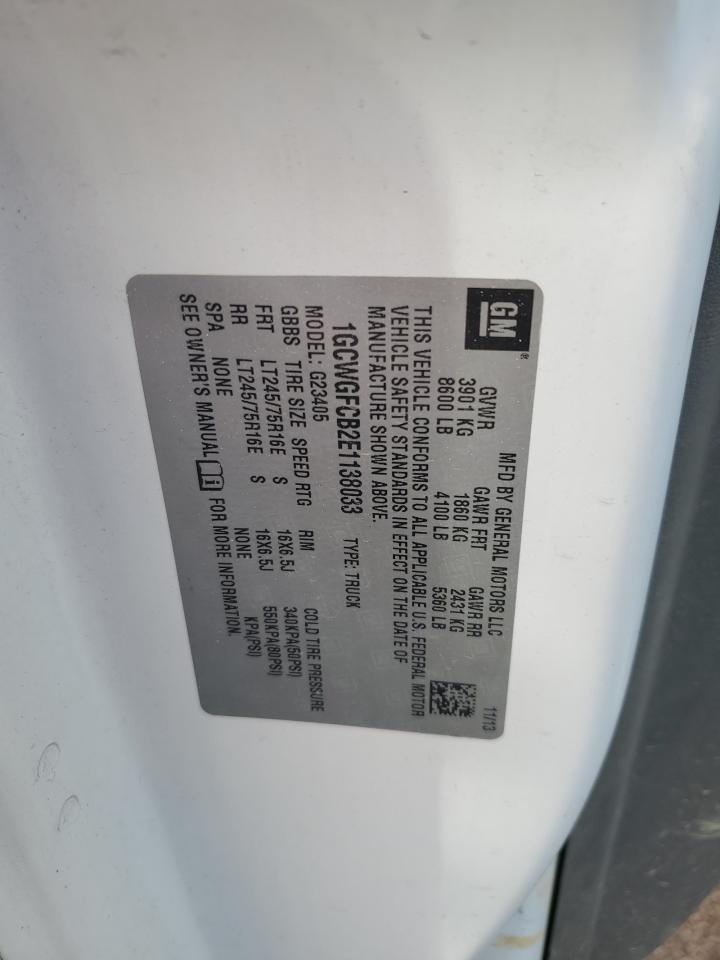 GM®
MFD BY GENERAL MOTORS LLC 11/13
GVWR GAWR FRT GAWR RR
3901 KG 1860 KG 2431 KG
8600 LB 4100 LB 5360 LB
THIS VEHICLE CONFORMS TO ALL APPLICABLE U.S. FEDERAL MOTOR
VEHICLE SAFETY STANDARDS IN EFFECT ON THE DATE OF
MANUFACTURE SHOWN ABOVE.
1GCWGFCB2E1138033 TYPE: TRUCK
MODEL: G23405
GBBS TIRE SIZE SPEED RTG RIM COLD TIRE PRESSURE
FRT LT245/75R16E S 16X6.5J 340KPA(50PSI)
RR LT245/75R16E S 16X6.5J 550KPA(80PSI)
SPA NONE NONE KPA(PSI)
SEE OWNER'S MANUAL i FOR MORE INFORMATION.